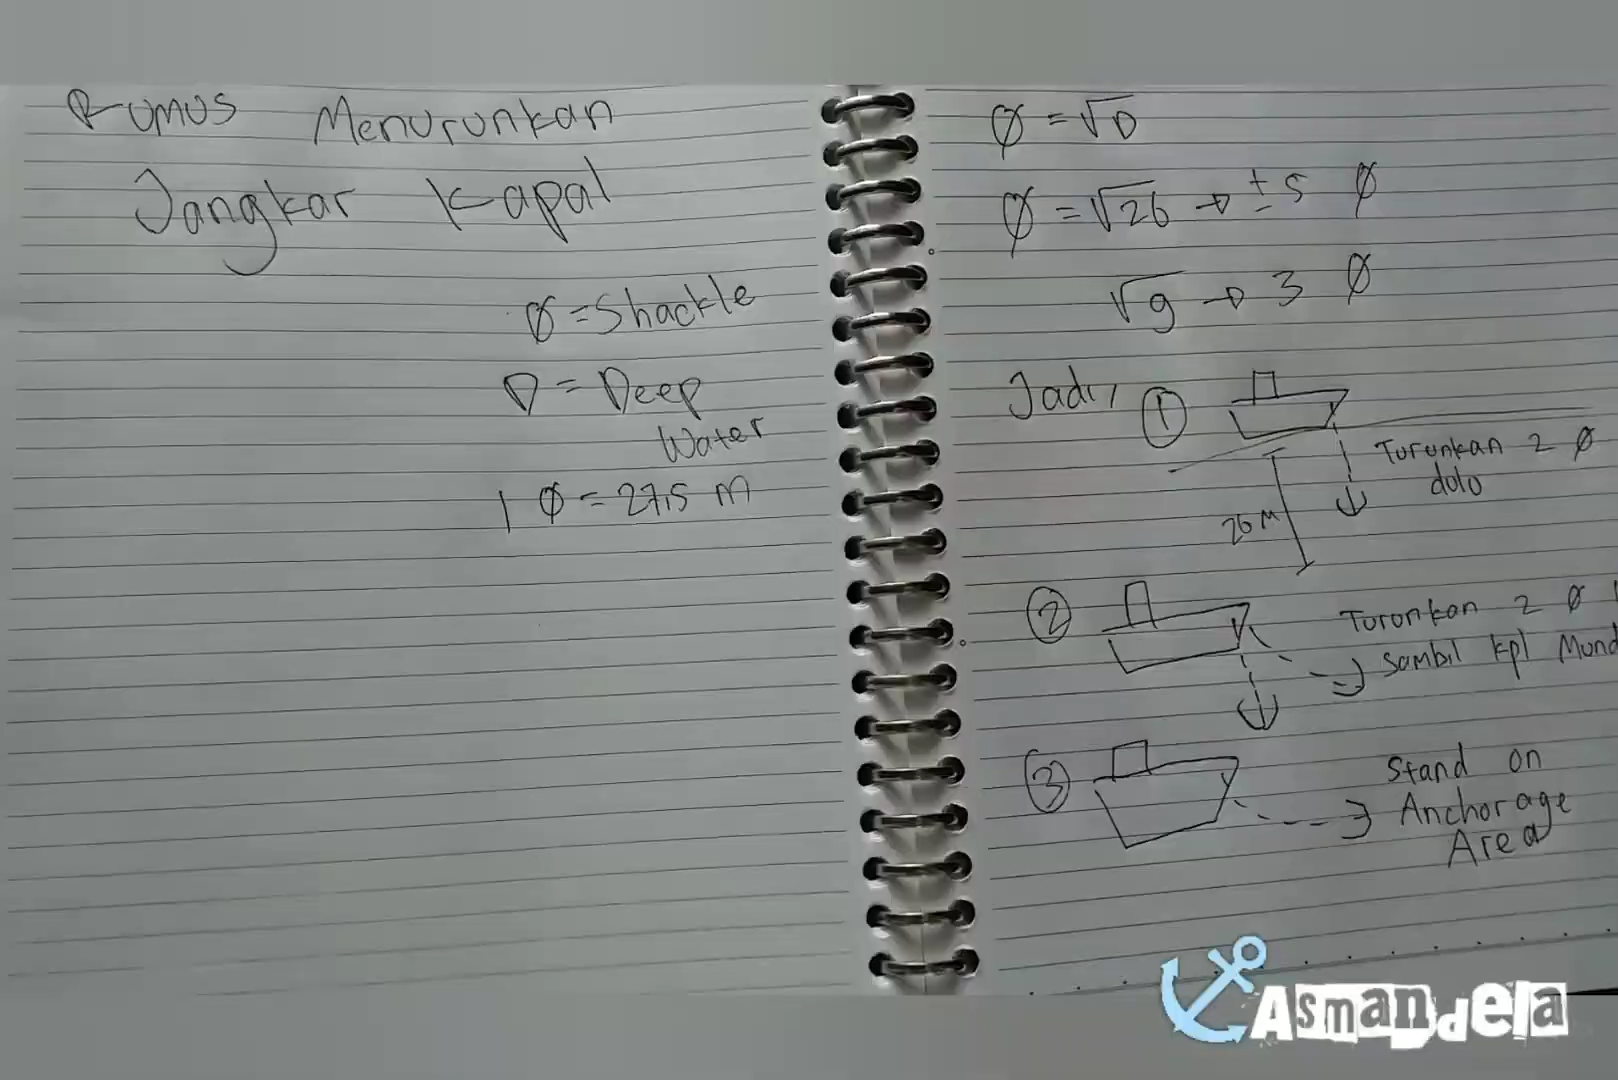 Rumus Menurunkan
Jangkar Kapal
Ø = Shackle
D = Deep
Water
1 Ø = 27,5 M
Ø = √D
Ø = √26 → ± 5 Ø
√9 → 3 Ø
Jadi,
①
Turunkan 2 Ø
dulu
26 M
②
Turunkan 2 Ø
sambil kpl Mund
③
Stand on
Anchorage
Area
Asmandela